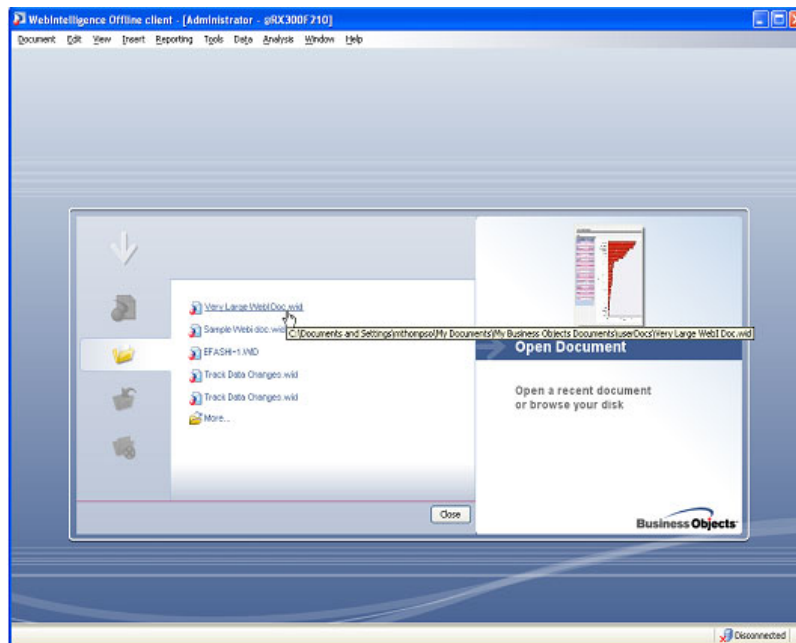 WebIntelligence Offline client - [Administrator - @RX300F210]
Document Edit View Insert Reporting Tools Data Analysis Window Help
Very Large WebI Doc.wid
Sample Webi doc.wid
C:\Documents and Settings\mthompsol\My Documents\My Business Objects Documents\userDocs\Very Large WebI Doc.wid
EFASHI~1.WID
Open Document
Track Data Changes.wid
Track Data Changes.wid
More...
Open a recent document
or browse your disk
Close
Business Objects
Disconnected